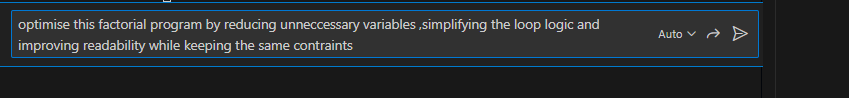 optimise this factorial program by reducing unneccessary variables ,simplifying the loop logic and
improving readability while keeping the same contraints
Auto